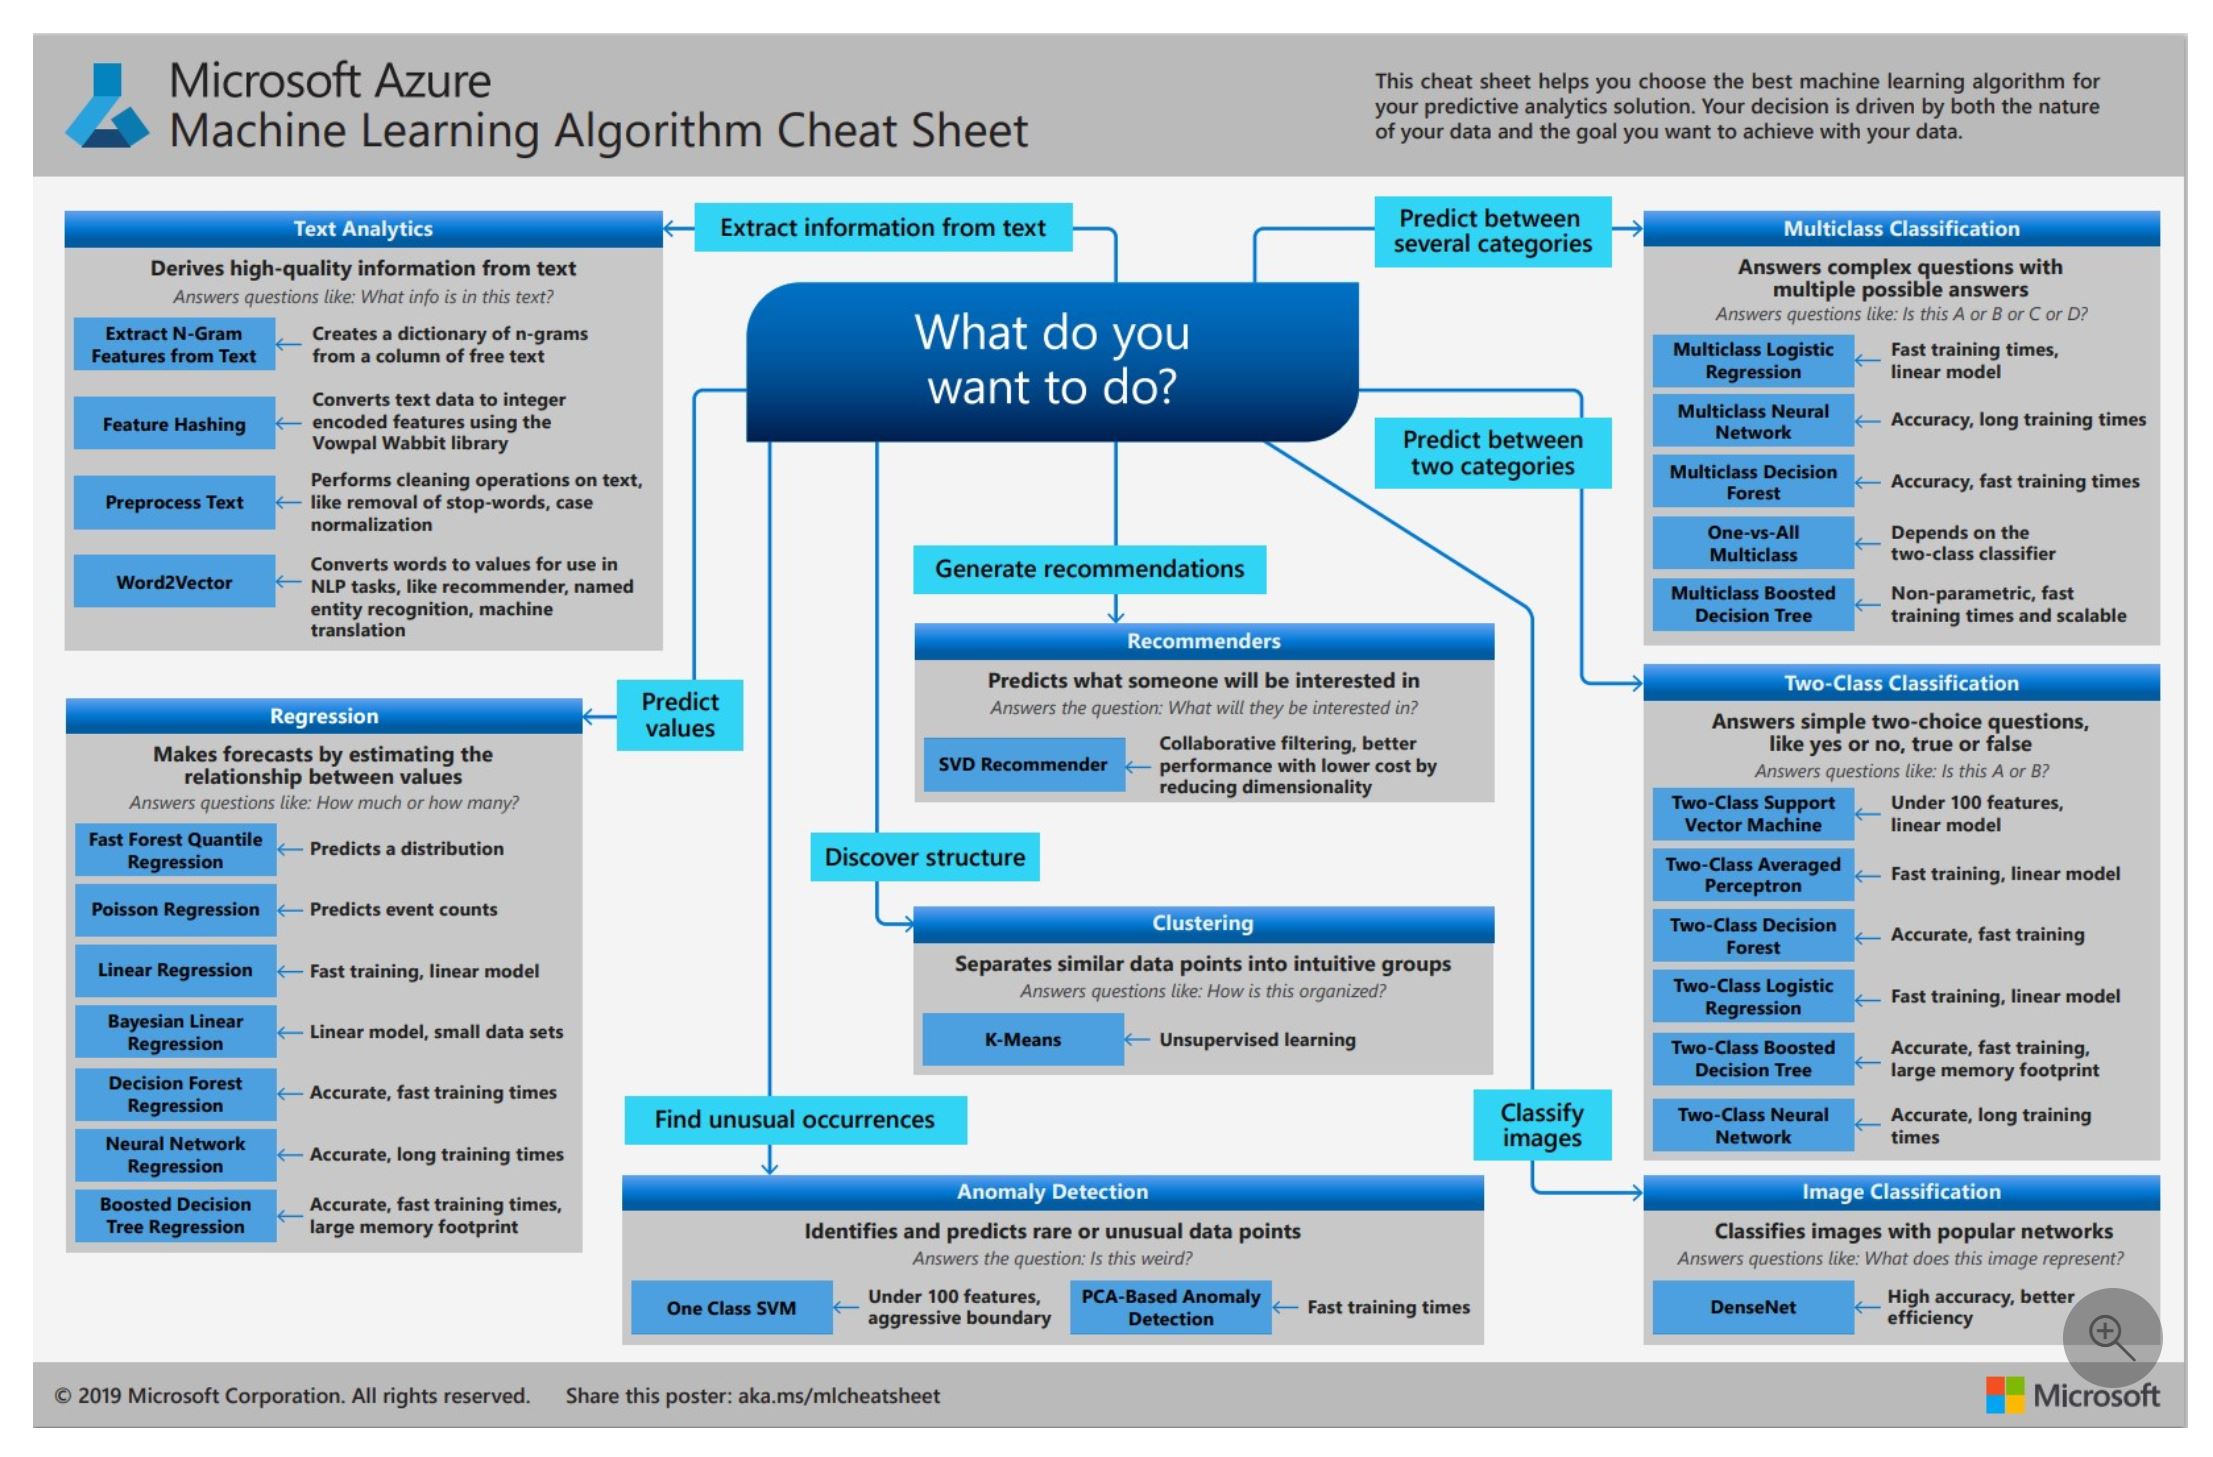 Microsoft Azure
Machine Learning Algorithm Cheat Sheet
This cheat sheet helps you choose the best machine learning algorithm for
your predictive analytics solution. Your decision is driven by both the nature
of your data and the goal you want to achieve with your data.
What do you
want to do?
Extract information from text
Text Analytics
Derives high-quality information from text
Answers questions like: What info is in this text?
Extract N-Gram
Features from Text
Creates a dictionary of n-grams
from a column of free text
Feature Hashing
Converts text data to integer
encoded features using the
Vowpal Wabbit library
Preprocess Text
Performs cleaning operations on text,
like removal of stop-words, case
normalization
Word2Vector
Converts words to values for use in
NLP tasks, like recommender, named
entity recognition, machine
translation
Predict
values
Regression
Makes forecasts by estimating the
relationship between values
Answers questions like: How much or how many?
Fast Forest Quantile
Regression
Predicts a distribution
Poisson Regression
Predicts event counts
Linear Regression
Fast training, linear model
Bayesian Linear
Regression
Linear model, small data sets
Decision Forest
Regression
Accurate, fast training times
Neural Network
Regression
Accurate, long training times
Boosted Decision
Tree Regression
Accurate, fast training times,
large memory footprint
Generate recommendations
Recommenders
Predicts what someone will be interested in
Answers the question: What will they be interested in?
SVD Recommender
Collaborative filtering, better
performance with lower cost by
reducing dimensionality
Discover structure
Clustering
Separates similar data points into intuitive groups
Answers questions like: How is this organized?
K-Means
Unsupervised learning
Find unusual occurrences
Anomaly Detection
Identifies and predicts rare or unusual data points
Answers the question: Is this weird?
One Class SVM
Under 100 features,
aggressive boundary
PCA-Based Anomaly
Detection
Fast training times
Predict between
several categories
Multiclass Classification
Answers complex questions with
multiple possible answers
Answers questions like: Is this A or B or C or D?
Multiclass Logistic
Regression
Fast training times,
linear model
Multiclass Neural
Network
Accuracy, long training times
Multiclass Decision
Forest
Accuracy, fast training times
One-vs-All
Multiclass
Depends on the
two-class classifier
Multiclass Boosted
Decision Tree
Non-parametric, fast
training times and scalable
Predict between
two categories
Two-Class Classification
Answers simple two-choice questions,
like yes or no, true or false
Answers questions like: Is this A or B?
Two-Class Support
Vector Machine
Under 100 features,
linear model
Two-Class Averaged
Perceptron
Fast training, linear model
Two-Class Decision
Forest
Accurate, fast training
Two-Class Logistic
Regression
Fast training, linear model
Two-Class Boosted
Decision Tree
Accurate, fast training,
large memory footprint
Two-Class Neural
Network
Accurate, long training
times
Classify
images
Image Classification
Classifies images with popular networks
Answers questions like: What does this image represent?
DenseNet
High accuracy, better
efficiency
© 2019 Microsoft Corporation. All rights reserved.
Share this poster: aka.ms/mlcheatsheet
Microsoft